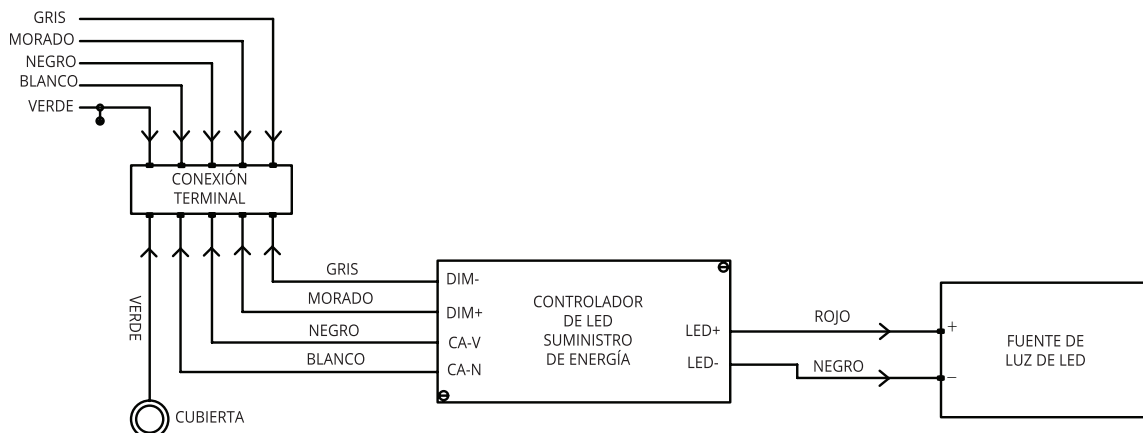 GRIS
MORADO
NEGRO
BLANCO
VERDE
CONEXIÓN
TERMINAL
VERDE
CUBIERTA
GRIS
MORADO
NEGRO
BLANCO
DIM-
DIM+
CA-V
CA-N
CONTROLADOR
DE LED
SUMINISTRO
DE ENERGÍA
LED+
LED-
ROJO
NEGRO
+
−
FUENTE DE
LUZ DE LED